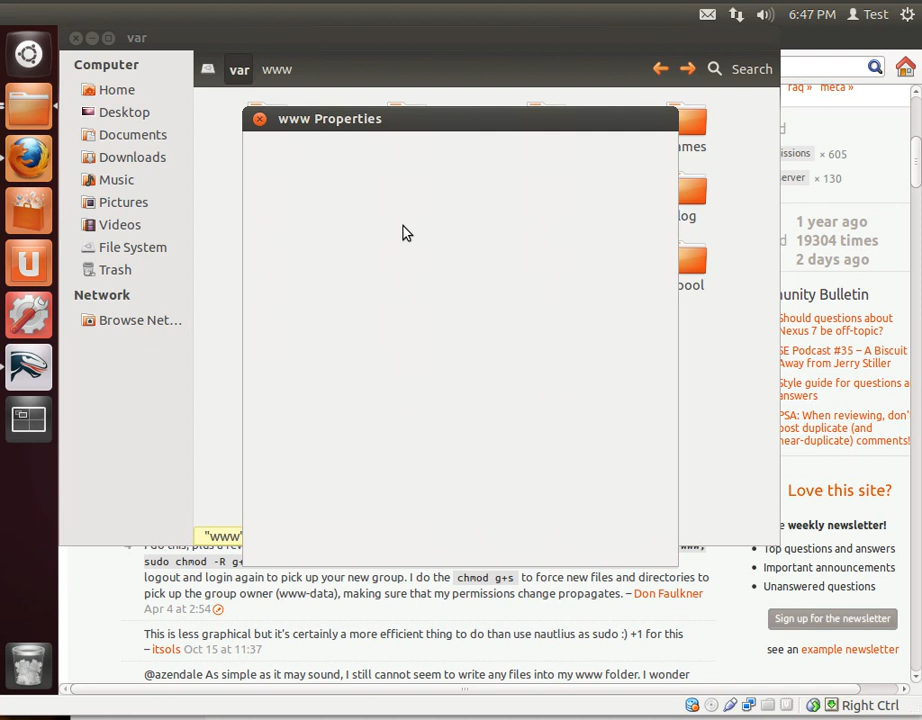 6:47 PM Test
var
Computer
Home
Desktop
Documents
Downloads
Music
Pictures
Videos
File System
Trash
Network
Browse Net...
var www
Search
www Properties
ames
log
pool
"www"
raq » meta »
issions × 605
erver × 130
1 year ago
19304 times
2 days ago
unity Bulletin
Should questions about
Nexus 7 be off-topic?
SE Podcast #35 – A Biscuit
Away from Jerry Stiller
Style guide for questions a
answers
PSA: When reviewing, don'
post duplicate (and
near-duplicate) comments!
Love this site?
weekly newsletter!
Top questions and answers
Important announcements
Unanswered questions
Sign up for the newsletter
see an example newsletter
sudo chmod -R g+
logout and login again to pick up your new group. I do the chmod g+s to force new files and directories to
pick up the group owner (www-data), making sure that my permissions change propagates. – Don Faulkner
Apr 4 at 2:54
This is less graphical but it's certainly a more efficient thing to do than use nautlius as sudo :) +1 for this
– itsols Oct 15 at 11:37
@azendale As simple as it may sound, I still cannot seem to write any files into my www folder. I wonder
Right Ctrl